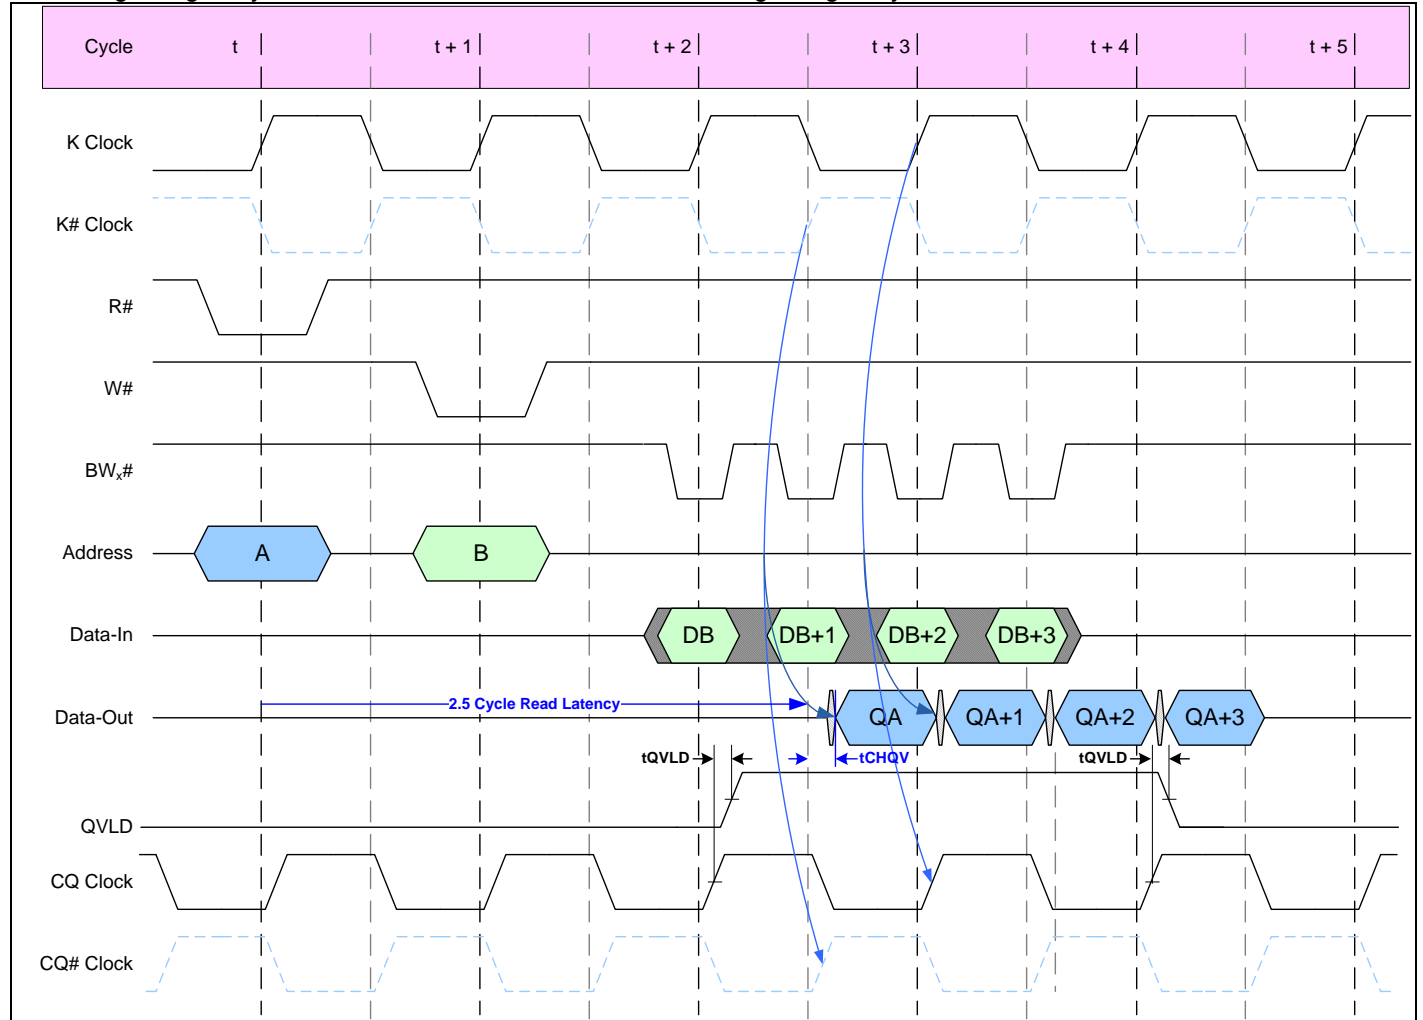 Cycle t t + 1 t + 2 t + 3 t + 4 t + 5
K Clock
K# Clock
R#
W#
BWx#
Address A B
Data-In DB DB+1 DB+2 DB+3
2.5 Cycle Read Latency
Data-Out QA QA+1 QA+2 QA+3
tQVLD tCHQV tQVLD
QVLD
CQ Clock
CQ# Clock